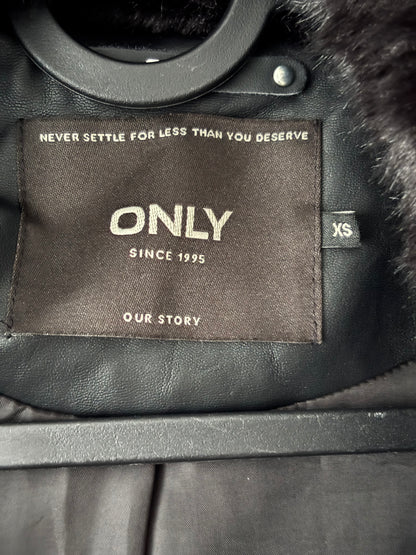 NEVER SETTLE FOR LESS THAN YOU DESERVE
ONLY
SINCE 1995
XS
OUR STORY